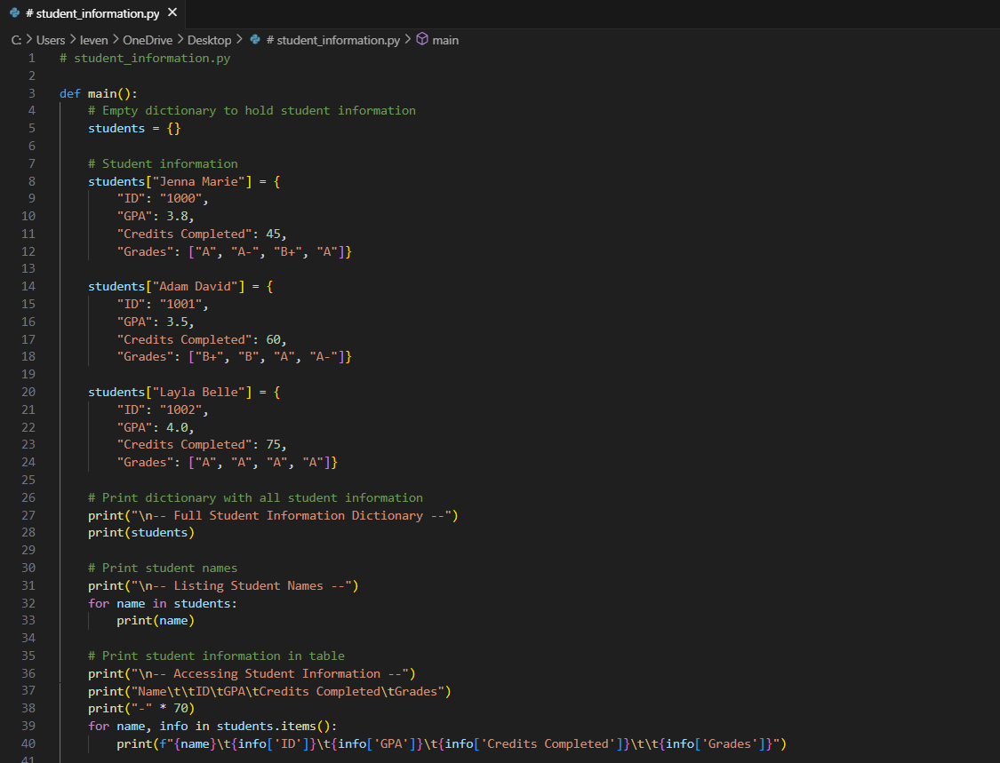 # student_information.py ×
C: > Users > leven > OneDrive > Desktop > # student_information.py > main
1 # student_information.py
2
3 def main():
4     # Empty dictionary to hold student information
5     students = {}
6
7     # Student information
8     students["Jenna Marie"] = {
9         "ID": "1000",
10         "GPA": 3.8,
11         "Credits Completed": 45,
12         "Grades": ["A", "A-", "B+", "A"]}
13
14     students["Adam David"] = {
15         "ID": "1001",
16         "GPA": 3.5,
17         "Credits Completed": 60,
18         "Grades": ["B+", "B", "A", "A-"]}
19
20     students["Layla Belle"] = {
21         "ID": "1002",
22         "GPA": 4.0,
23         "Credits Completed": 75,
24         "Grades": ["A", "A", "A", "A"]}
25
26     # Print dictionary with all student information
27     print("\n-- Full Student Information Dictionary --")
28     print(students)
29
30     # Print student names
31     print("\n-- Listing Student Names --")
32     for name in students:
33         print(name)
34
35     # Print student information in table
36     print("\n-- Accessing Student Information --")
37     print("Name\t\tID\tGPA\tCredits Completed\tGrades")
38     print("-" * 70)
39     for name, info in students.items():
40         print(f"{name}\t{info['ID']}\t{info['GPA']}\t{info['Credits Completed']}\t\t{info['Grades']}")
41